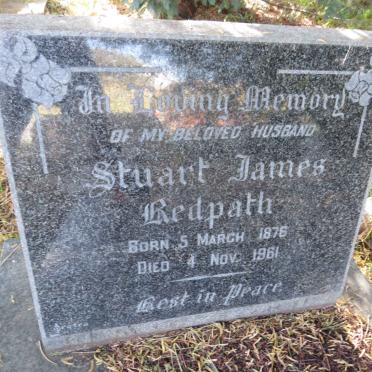 In Loving Memory
OF MY BELOVED HUSBAND
Stuart James
Redpath
BORN 5 MARCH 1876
DIED 4 NOV. 1961
Rest in Peace